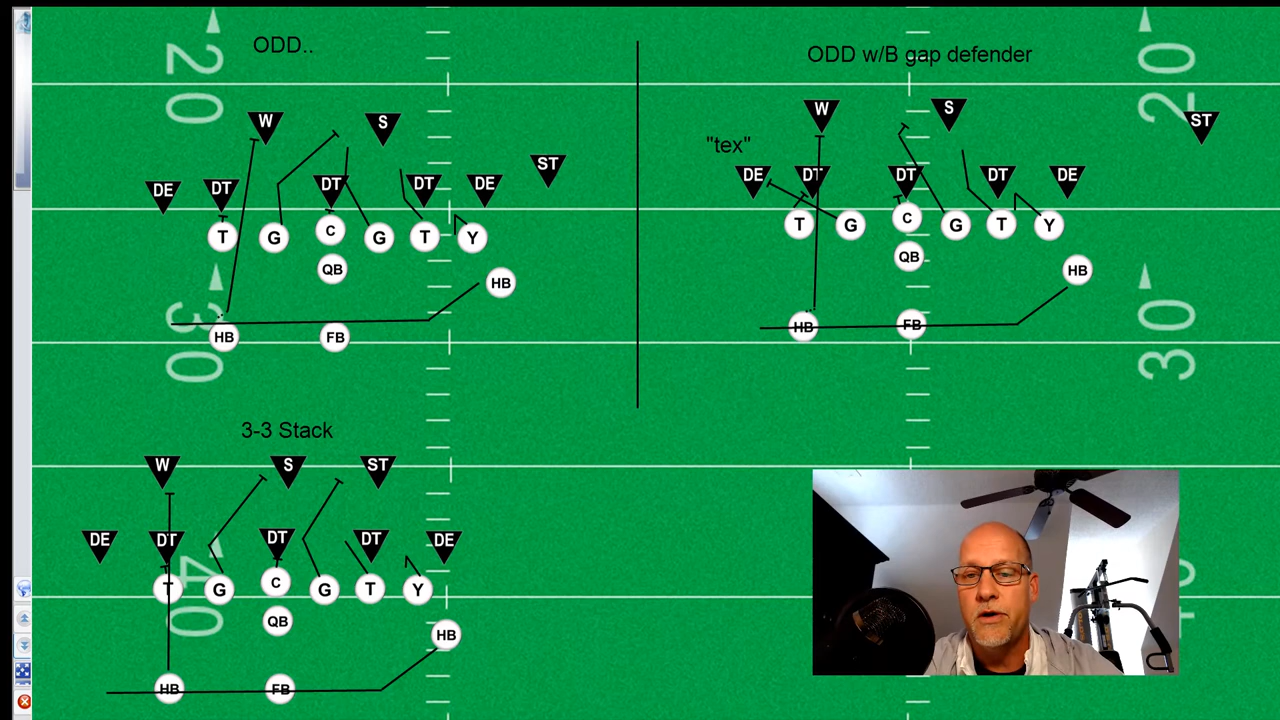 ODD..
W
S
ST
DE
DT
DT
DT
DE
T
G
C
G
T
Y
QB
HB
HB
FB
20
30
ODD w/B gap defender
W
S
ST
"tex"
DE
DT
DT
DT
DE
T
G
C
G
T
Y
QB
HB
HB
FB
20
30
3-3 Stack
W
S
ST
DE
DT
DT
DT
DE
T
G
C
G
T
Y
QB
HB
HB
FB
40